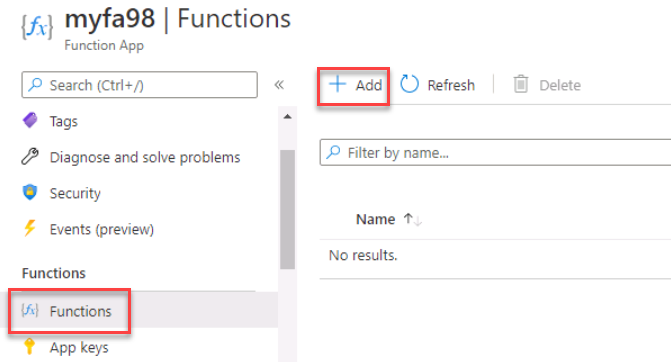 {fx} myfa98 | Functions
Function App
Search (Ctrl+/) «
Tags
Diagnose and solve problems
Security
Events (preview)
Functions
{fx} Functions
App keys
+ Add Refresh Delete
Filter by name...
Name ↑↓
No results.